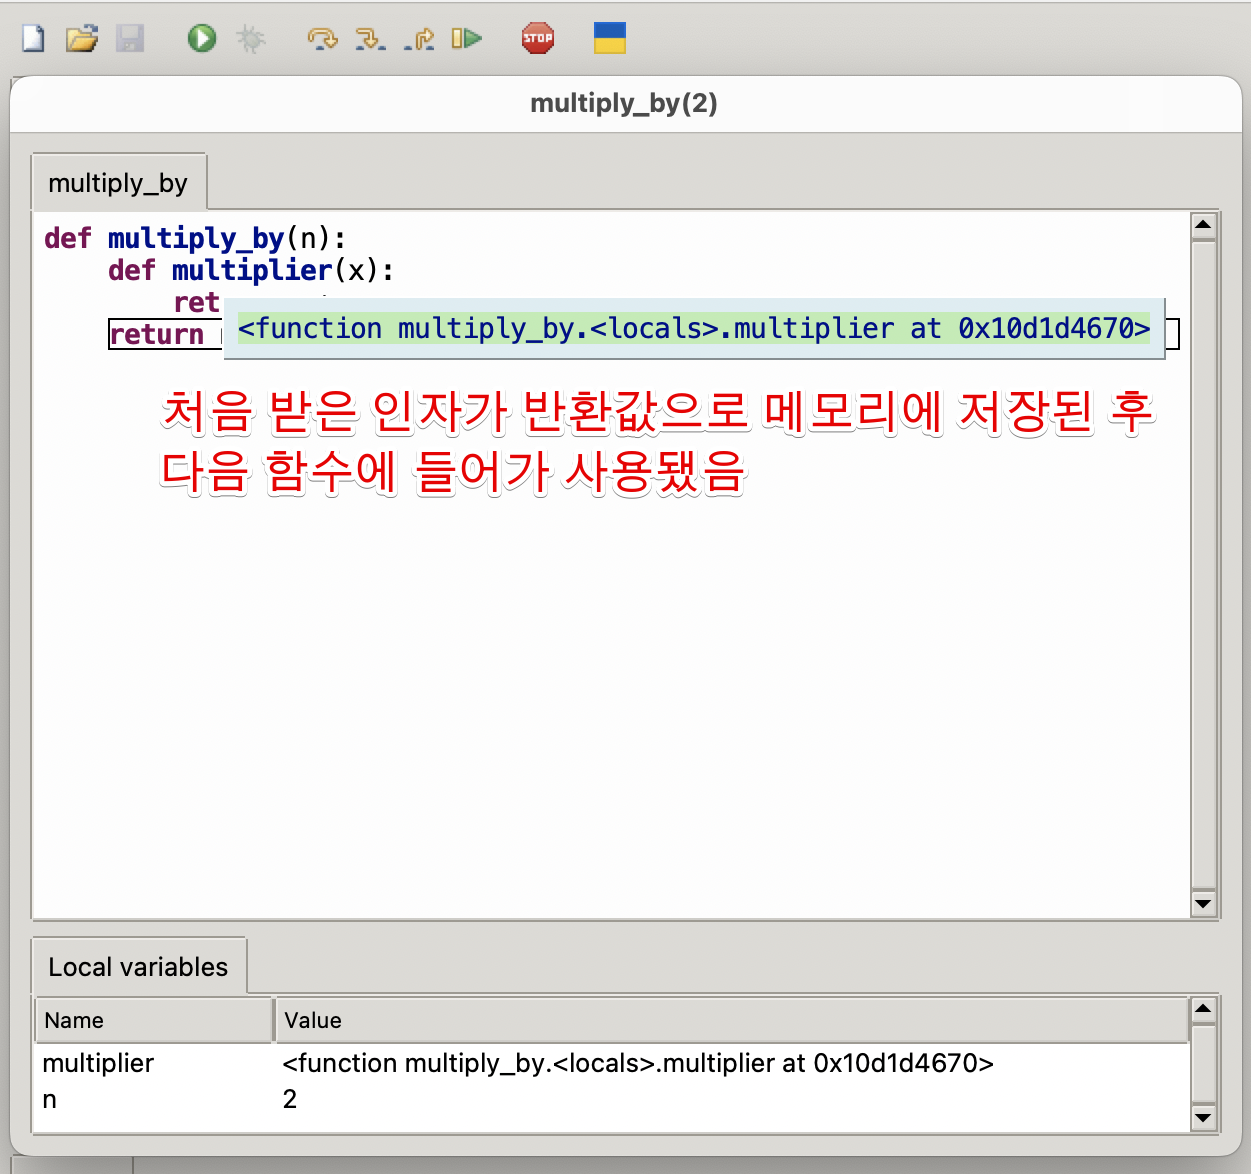 STOP
multiply_by(2)
multiply_by
def multiply_by(n):
def multiplier(x):
ret
return
<function multiply_by.<locals>.multiplier at 0x10d1d4670>
처음 받은 인자가 반환값으로 메모리에 저장된 후
다음 함수에 들어가 사용됐음
Local variables
Name Value
multiplier <function multiply_by.<locals>.multiplier at 0x10d1d4670>
n 2